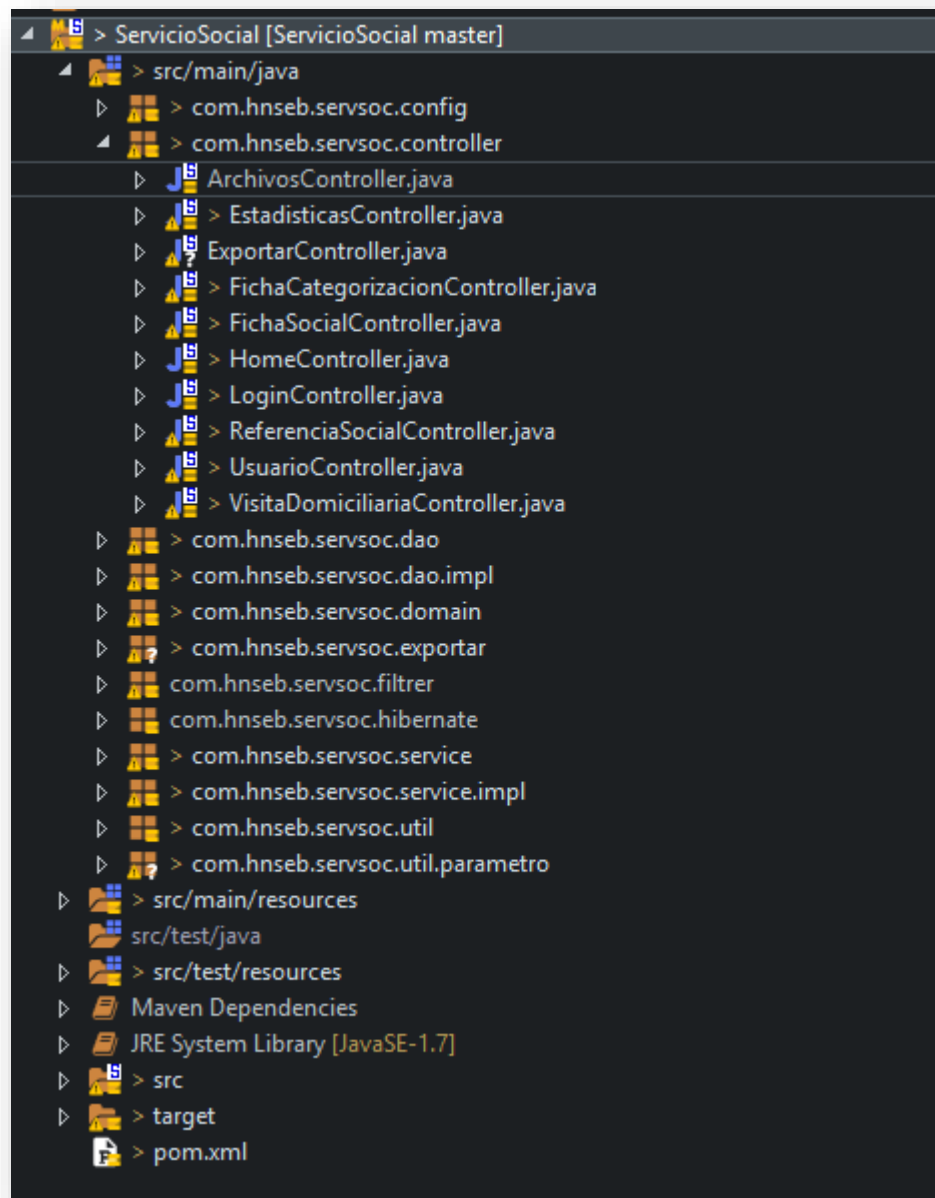 > ServicioSocial [ServicioSocial master]
> src/main/java
> com.hnseb.servsoc.config
> com.hnseb.servsoc.controller
ArchivosController.java
> EstadisticasController.java
ExportarController.java
> FichaCategorizacionController.java
> FichaSocialController.java
> HomeController.java
> LoginController.java
> ReferenciaSocialController.java
> UsuarioController.java
> VisitaDomiciliariaController.java
> com.hnseb.servsoc.dao
> com.hnseb.servsoc.dao.impl
> com.hnseb.servsoc.domain
> com.hnseb.servsoc.exportar
com.hnseb.servsoc.filtrer
com.hnseb.servsoc.hibernate
> com.hnseb.servsoc.service
> com.hnseb.servsoc.service.impl
> com.hnseb.servsoc.util
> com.hnseb.servsoc.util.parametro
> src/main/resources
src/test/java
> src/test/resources
Maven Dependencies
JRE System Library [JavaSE-1.7]
> src
> target
> pom.xml